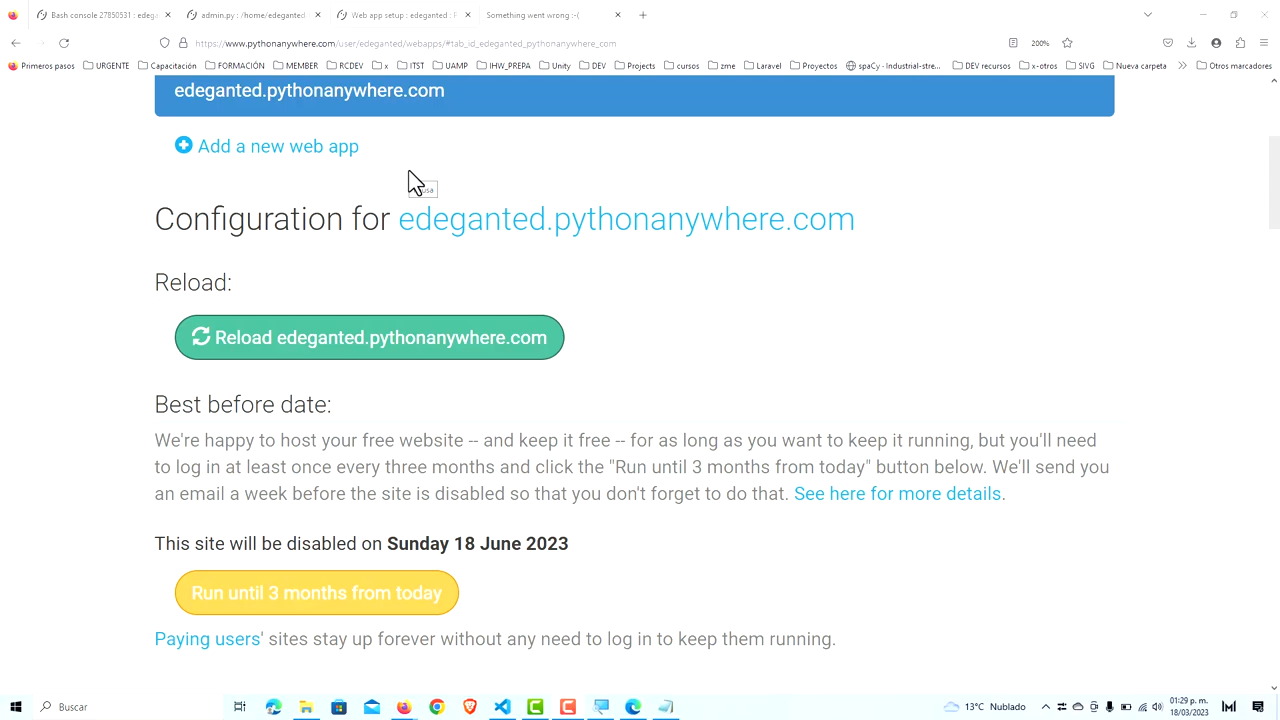 Bash console 27850531 : edega
admin.py : /home/edeganted
Web app setup : edeganted : P
Something went wrong :-(
https://www.pythonanywhere.com/user/edeganted/webapps/#tab_id_edeganted_pythonanywhere_com
200%
Primeros pasos URGENTE Capacitación FORMACIÓN MEMBER RCDEV x ITST UAMP IHW_PREPA Unity DEV Projects cursos zme Laravel Proyectos spaCy - Industrial-stre... DEV recursos x-otros SIVG Nueva carpeta Otros marcadores
edeganted.pythonanywhere.com
Add a new web app
Configuration for edeganted.pythonanywhere.com
Reload:
Reload edeganted.pythonanywhere.com
Best before date:
We're happy to host your free website -- and keep it free -- for as long as you want to keep it running, but you'll need
to log in at least once every three months and click the "Run until 3 months from today" button below. We'll send you
an email a week before the site is disabled so that you don't forget to do that. See here for more details.
This site will be disabled on Sunday 18 June 2023
Run until 3 months from today
Paying users' sites stay up forever without any need to log in to keep them running.
Buscar
13°C Nublado
01:29 p. m.
18/03/2023